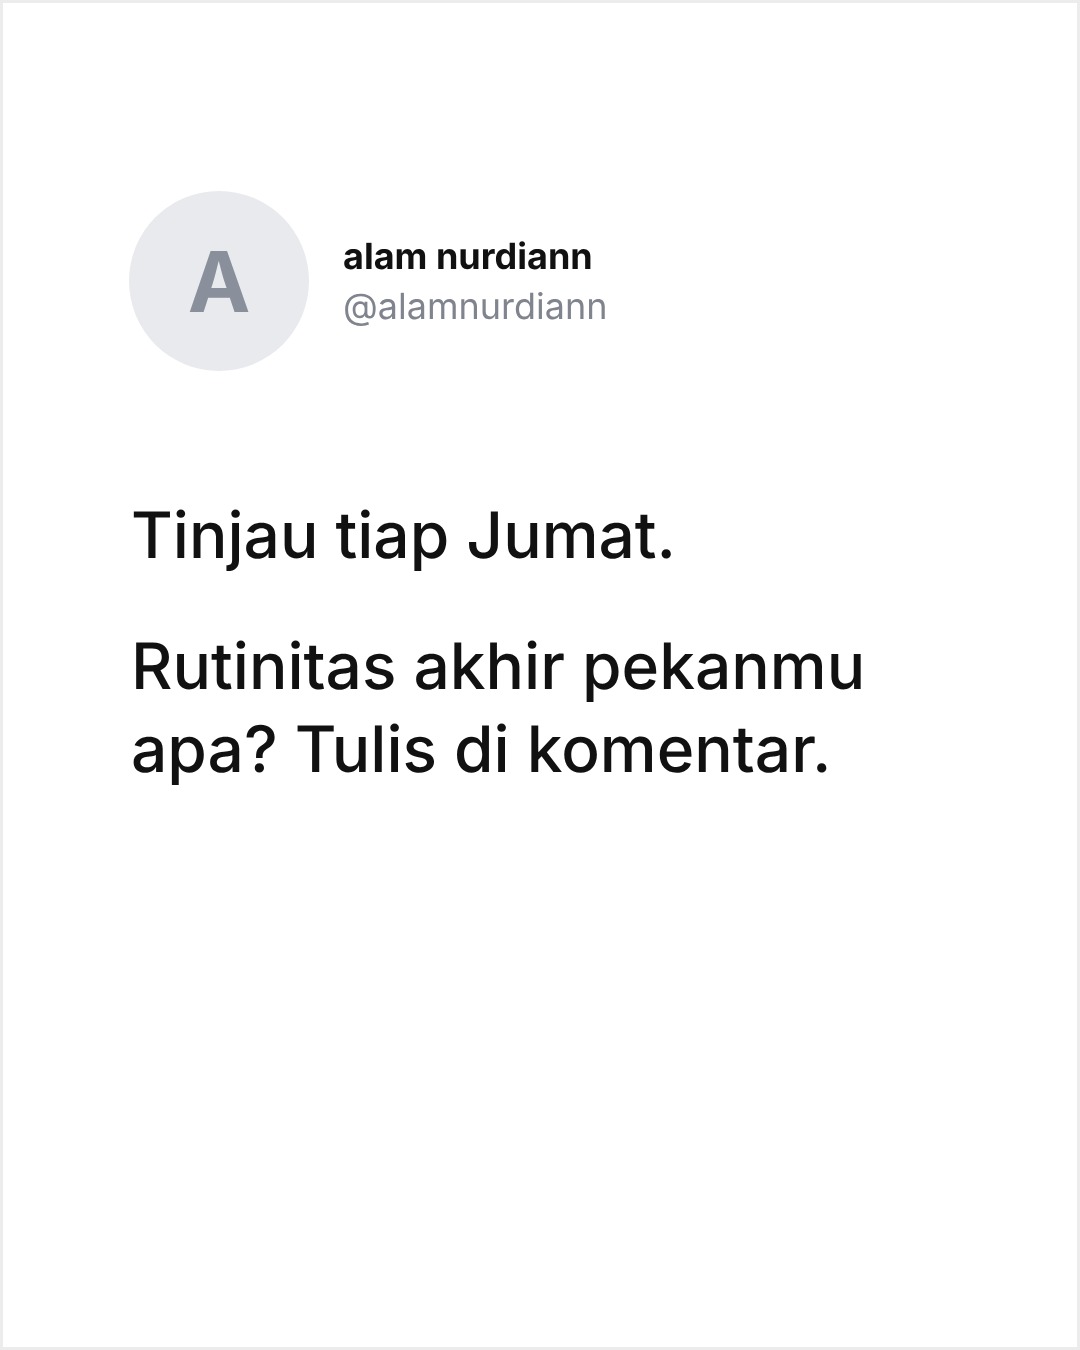 A
alam nurdiann
@alamnurdiann
Tinjau tiap Jumat.
Rutinitas akhir pekanmu
apa? Tulis di komentar.